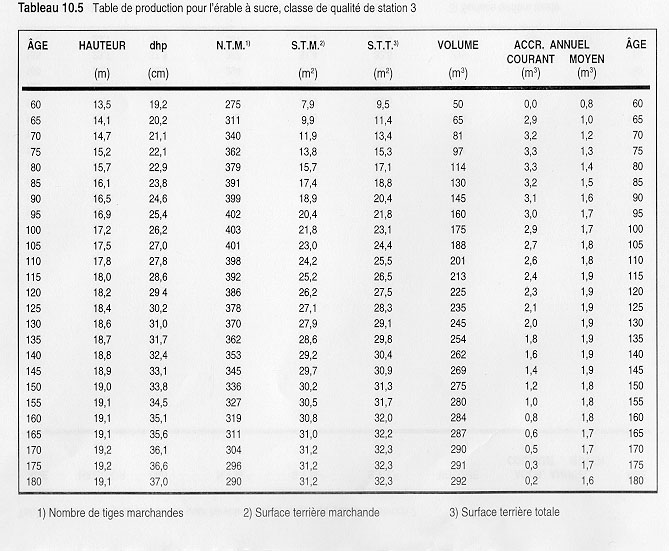 Tableau 10.5 Table de production pour l'érable à sucre, classe de qualité de station 3
ÂGE HAUTEUR dhp N.T.M.1) S.T.M.2) S.T.T.3) VOLUME ACCR. ANNUEL ÂGE
COURANT MOYEN
(m) (cm) (m²) (m²) (m³) (m³) (m³)
60 13,5 19,2 275 7,9 9,5 50 0,0 0,8 60
65 14,1 20,2 311 9,9 11,4 65 2,9 1,0 65
70 14,7 21,1 340 11,9 13,4 81 3,2 1,2 70
75 15,2 22,1 362 13,8 15,3 97 3,3 1,3 75
80 15,7 22,9 379 15,7 17,1 114 3,3 1,4 80
85 16,1 23,8 391 17,4 18,8 130 3,2 1,5 85
90 16,5 24,6 399 18,9 20,4 145 3,1 1,6 90
95 16,9 25,4 402 20,4 21,8 160 3,0 1,7 95
100 17,2 26,2 403 21,8 23,1 175 2,9 1,7 100
105 17,5 27,0 401 23,0 24,4 188 2,7 1,8 105
110 17,8 27,8 398 24,2 25,5 201 2,6 1,8 110
115 18,0 28,6 392 25,2 26,5 213 2,4 1,9 115
120 18,2 29 4 386 26,2 27,5 225 2,3 1,9 120
125 18,4 30,2 378 27,1 28,3 235 2,1 1,9 125
130 18,6 31,0 370 27,9 29,1 245 2,0 1,9 130
135 18,7 31,7 362 28,6 29,8 254 1,8 1,9 135
140 18,8 32,4 353 29,2 30,4 262 1,6 1,9 140
145 18,9 33,1 345 29,7 30,9 269 1,4 1,9 145
150 19,0 33,8 336 30,2 31,3 275 1,2 1,8 150
155 19,1 34,5 327 30,5 31,7 280 1,0 1,8 155
160 19,1 35,1 319 30,8 32,0 284 0,8 1,8 160
165 19,1 35,6 311 31,0 32,2 287 0,6 1,7 165
170 19,2 36,1 304 31,2 32,3 290 0,5 1,7 170
175 19,2 36,6 296 31,2 32,3 291 0,3 1,7 175
180 19,1 37,0 290 31,2 32,3 292 0,2 1,6 180
1) Nombre de tiges marchandes 2) Surface terrière marchande 3) Surface terrière totale